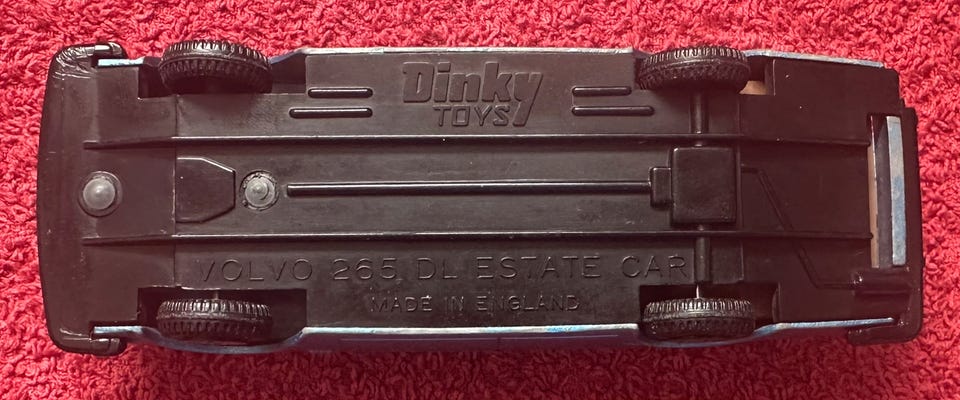 Dinky
TOYS
VOLVO 265 DL ESTATE CAR
MADE IN ENGLAND